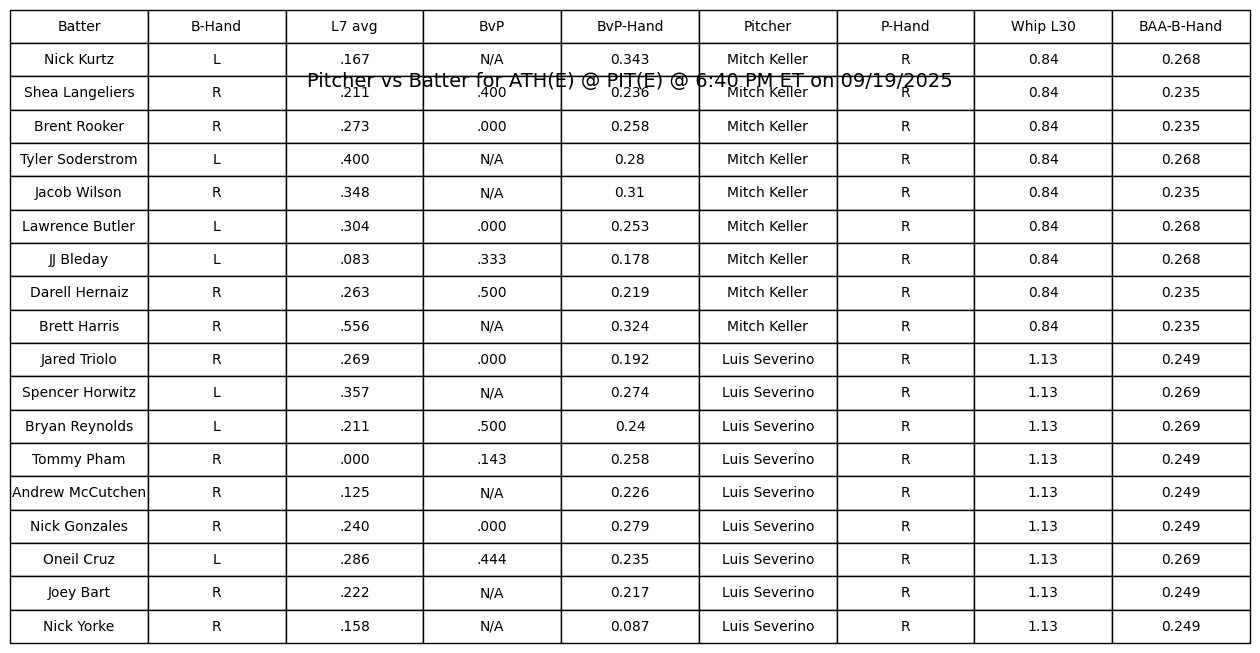 Batter B-Hand L7 avg BvP BvP-Hand Pitcher P-Hand Whip L30 BAA-B-Hand
Nick Kurtz L .167 N/A 0.343 Mitch Keller R 0.84 0.268
Pitcher vs Batter for ATH(E) @ PIT(E) @ 6:40 PM ET on 09/19/2025
Shea Langeliers R .211 .400 0.236 Mitch Keller R 0.84 0.235
Brent Rooker R .273 .000 0.258 Mitch Keller R 0.84 0.235
Tyler Soderstrom L .400 N/A 0.28 Mitch Keller R 0.84 0.268
Jacob Wilson R .348 N/A 0.31 Mitch Keller R 0.84 0.235
Lawrence Butler L .304 .000 0.253 Mitch Keller R 0.84 0.268
JJ Bleday L .083 .333 0.178 Mitch Keller R 0.84 0.268
Darell Hernaiz R .263 .500 0.219 Mitch Keller R 0.84 0.235
Brett Harris R .556 N/A 0.324 Mitch Keller R 0.84 0.235
Jared Triolo R .269 .000 0.192 Luis Severino R 1.13 0.249
Spencer Horwitz L .357 N/A 0.274 Luis Severino R 1.13 0.269
Bryan Reynolds L .211 .500 0.24 Luis Severino R 1.13 0.269
Tommy Pham R .000 .143 0.258 Luis Severino R 1.13 0.249
Andrew McCutchen R .125 N/A 0.226 Luis Severino R 1.13 0.249
Nick Gonzales R .240 .000 0.279 Luis Severino R 1.13 0.249
Oneil Cruz L .286 .444 0.235 Luis Severino R 1.13 0.269
Joey Bart R .222 N/A 0.217 Luis Severino R 1.13 0.249
Nick Yorke R .158 N/A 0.087 Luis Severino R 1.13 0.249